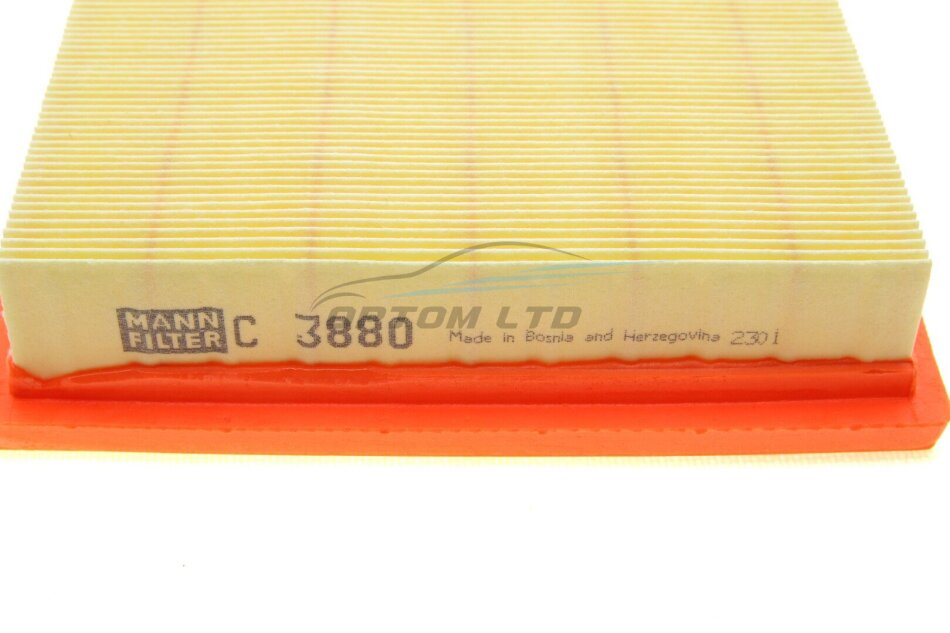 MANN
FILTER
C 3880
Made in Bosnia and Herzegovina 2301
ORTOM LTD